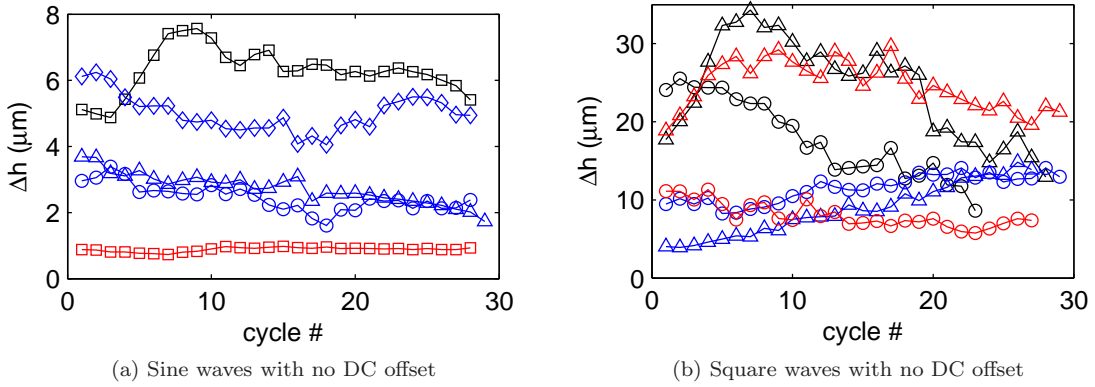 8
6
4
2
0
Δh (μm)
0 10 20 30
cycle #
(a) Sine waves with no DC offset
30
20
10
0
Δh (μm)
0 10 20 30
cycle #
(b) Square waves with no DC offset